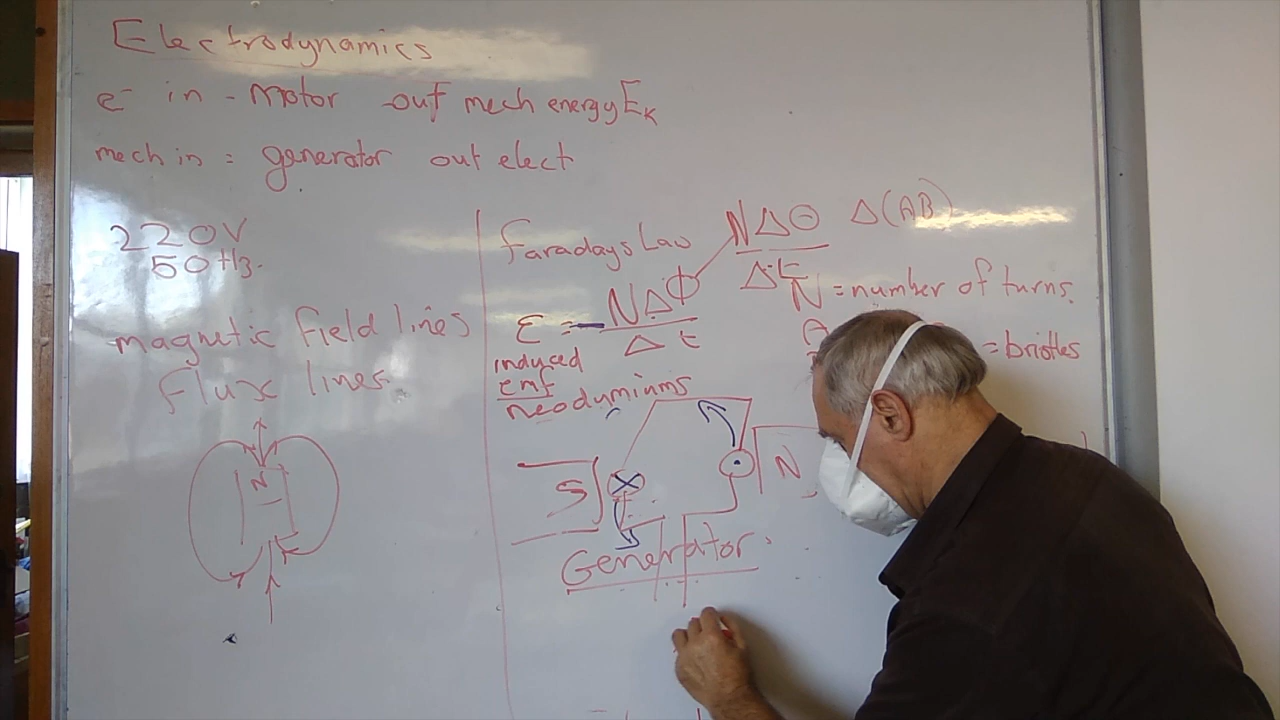 Electrodynamics
e⁻ in - motor - out mech energy Eₖ
mech in = generator out elect
220V
50Hz.
magnetic field lines
flux lines.
N
Faradays Law
NΔΘ Δ(AB)
Δt
ε = - NΔΦ
Δt
induced
emf
N = number of turns.
A
= bristles
neodymiums
S
N
Generator